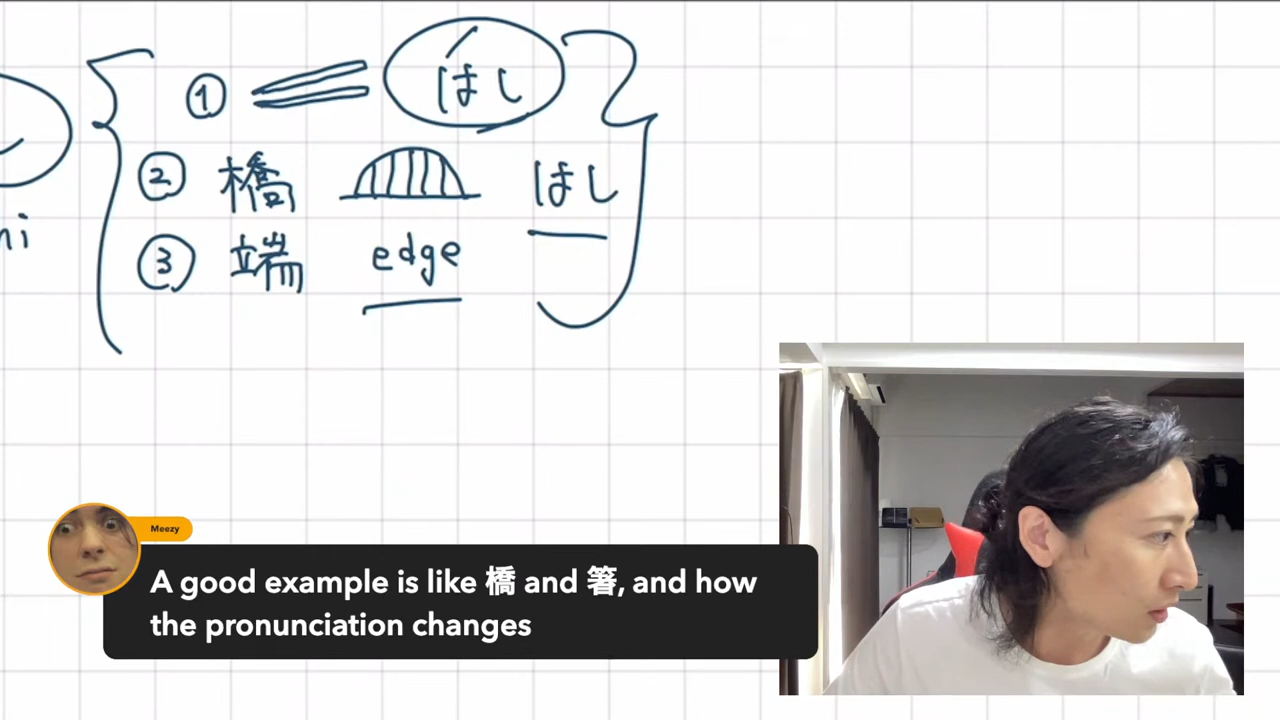 ① はし
② 橋 はし
③ 端 edge
Meezy
A good example is like 橋 and 箸, and how
the pronunciation changes